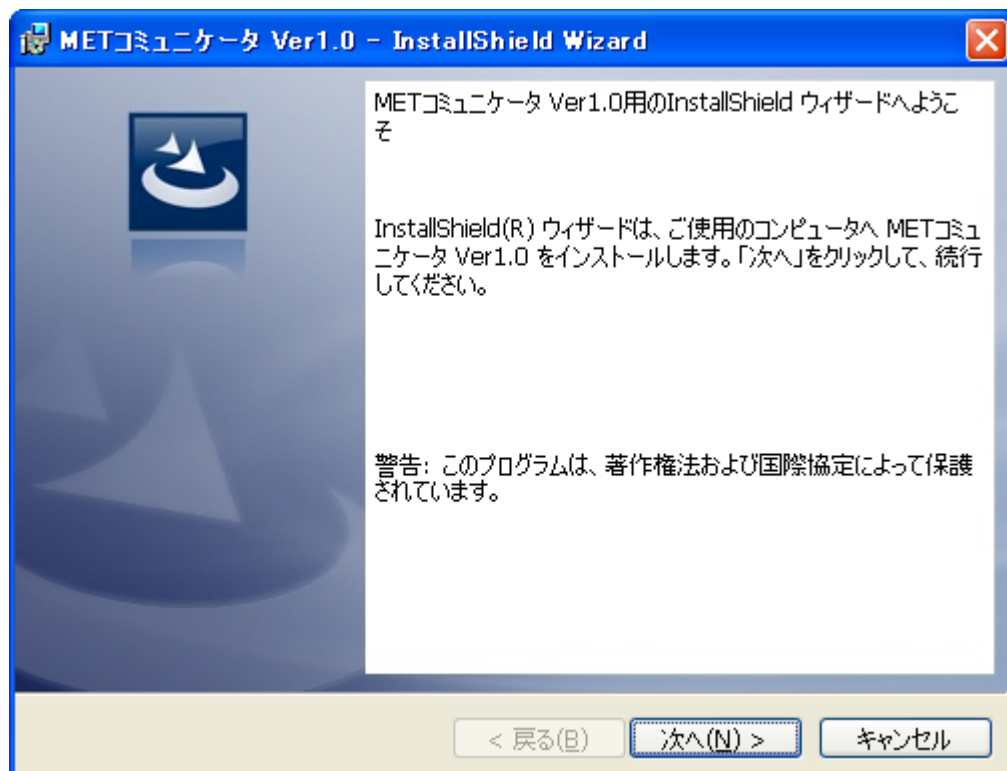 METコミュニケータ Ver1.0 - InstallShield Wizard
METコミュニケータ Ver1.0用のInstallShield ウィザードへようこ
そ
InstallShield(R) ウィザードは、ご使用のコンピュータへ METコミュ
ニケータ Ver1.0 をインストールします。「次へ」をクリックして、続行
してください。
警告: このプログラムは、著作権法および国際協定によって保護
されています。
< 戻る(B)
次へ(N) >
キャンセル